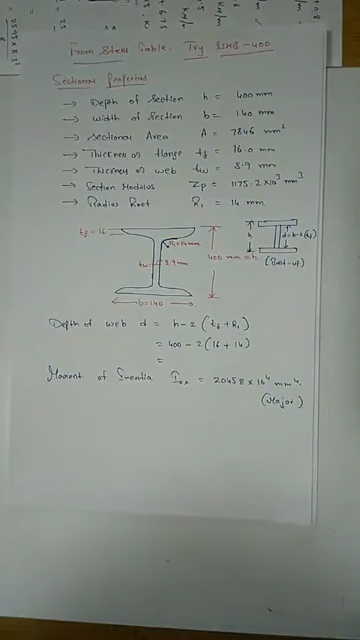 From Steel Table. Try ISMB-400
Sectional Properties
→ Depth of Section h = 400 mm
→ Width of Section b = 140 mm
→ Sectional Area A = 7846 mm²
→ Thickness of flange tf = 16.0 mm
→ Thickness of web tw = 8.9 mm
→ Section Modulus Zp = 1175.2 × 10³ mm³
→ Radius Root R1 = 14 mm
tf = 16
R1 = 14 mm
400 mm = h
tw
8.9 mm
b = 140
h
d = h-2(tf)
(Built-up)
Depth of web d = h - 2 (tf + R1)
= 400 - 2 (16 + 14)
=
Moment of Inertia Ixx = 20458 × 10⁴ mm⁴.
(Major)